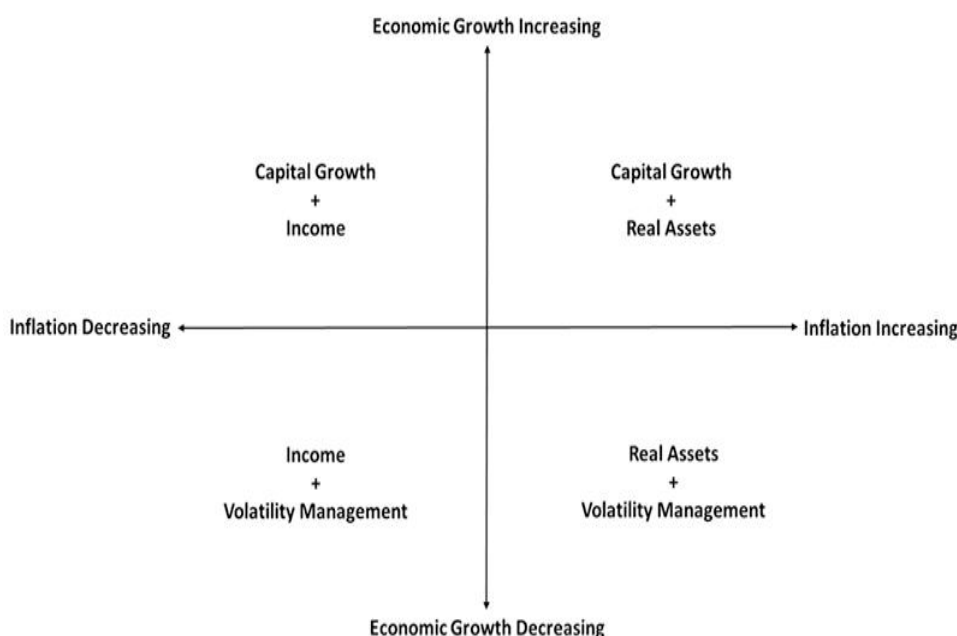 Economic Growth Increasing
Capital Growth
+
Income
Capital Growth
+
Real Assets
Inflation Decreasing
Inflation Increasing
Income
+
Volatility Management
Real Assets
+
Volatility Management
Economic Growth Decreasing